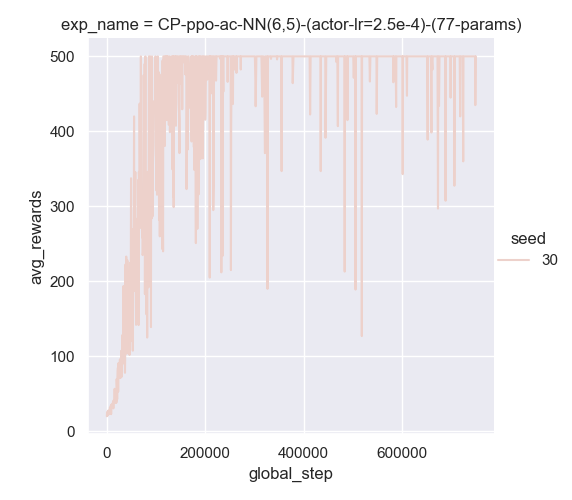 exp_name = CP-ppo-ac-NN(6,5)-(actor-lr=2.5e-4)-(77-params)
500
400
300
200
100
0
avg_rewards
seed
30
0 200000 400000 600000
global_step